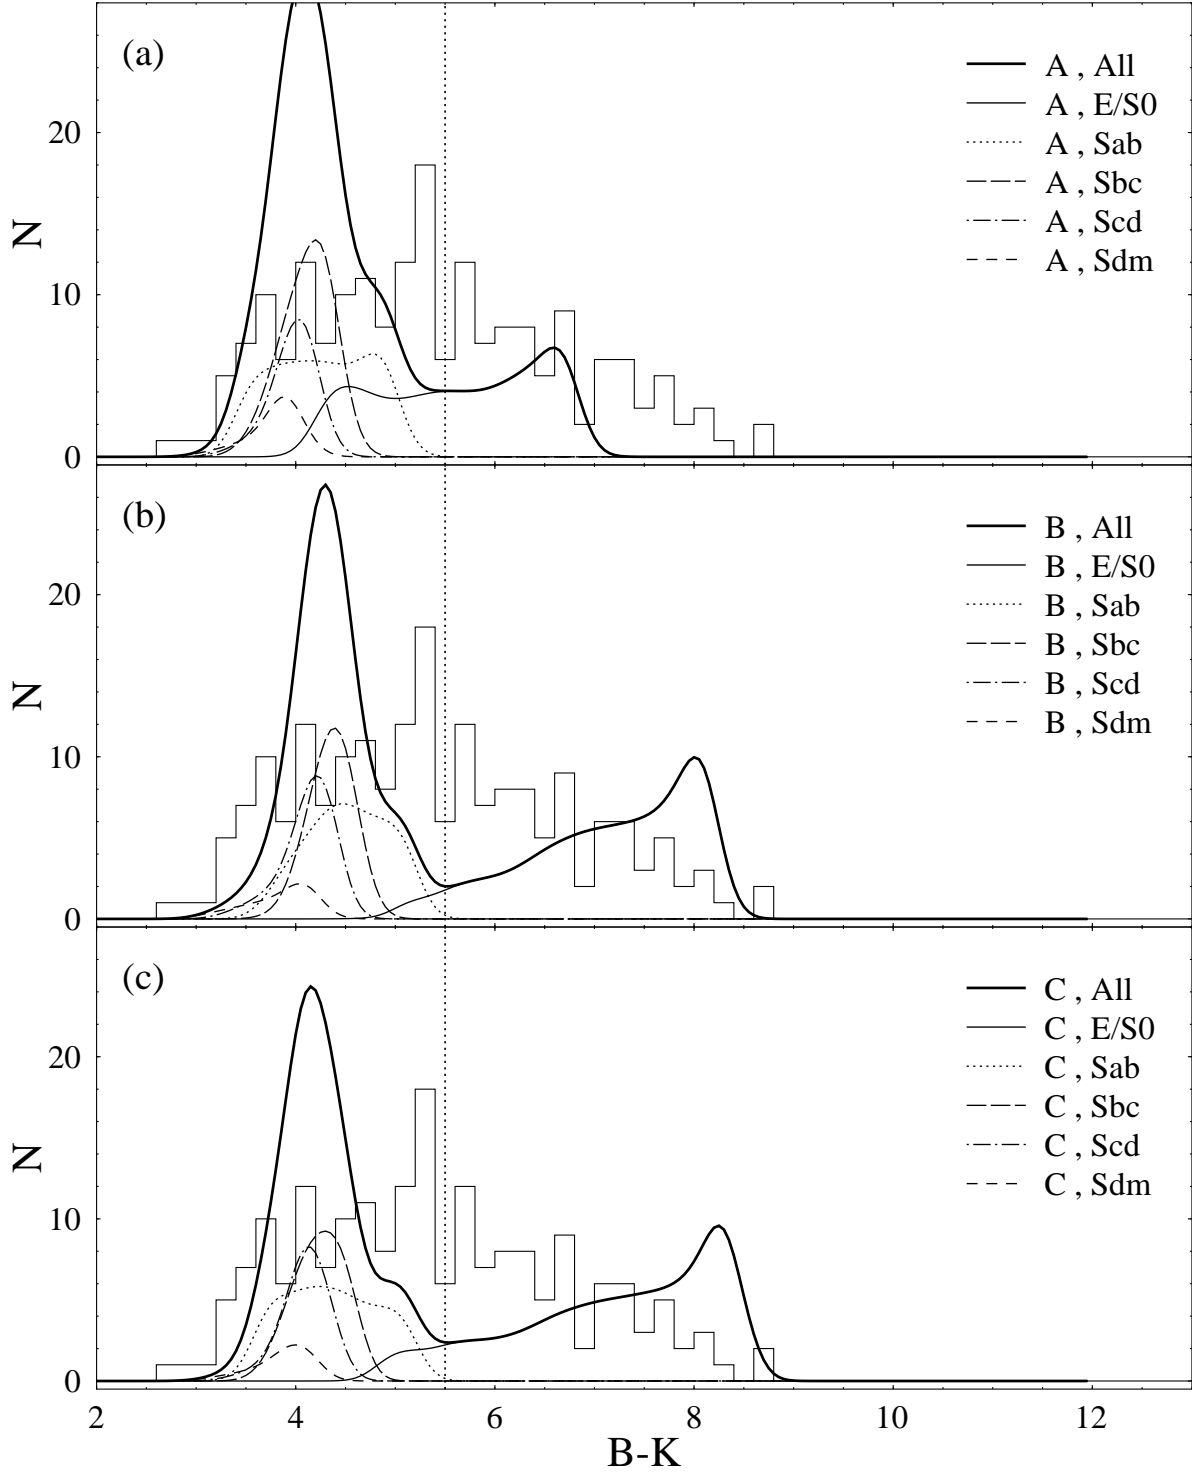 (a)
A , All
A , E/S0
A , Sab
A , Sbc
A , Scd
A , Sdm
20
10
0
N
(b)
B , All
B , E/S0
B , Sab
B , Sbc
B , Scd
B , Sdm
20
10
0
N
(c)
C , All
C , E/S0
C , Sab
C , Sbc
C , Scd
C , Sdm
20
10
0
N
2 4 6 8 10 12
B-K